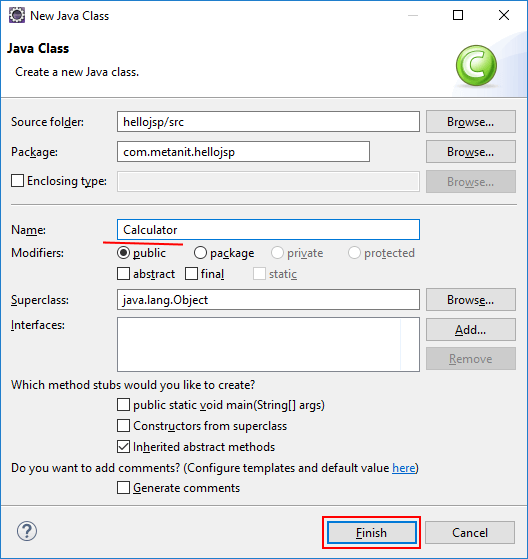 New Java Class
Java Class
Create a new Java class.
C
Source folder: hellojsp/src Browse...
Package: com.metanit.hellojsp Browse...
Enclosing type: Browse...
Name: Calculator
Modifiers: public package private protected
abstract final static
Superclass: java.lang.Object Browse...
Interfaces: Add...
Remove
Which method stubs would you like to create?
public static void main(String[] args)
Constructors from superclass
Inherited abstract methods
Do you want to add comments? (Configure templates and default value here)
Generate comments
? Finish Cancel